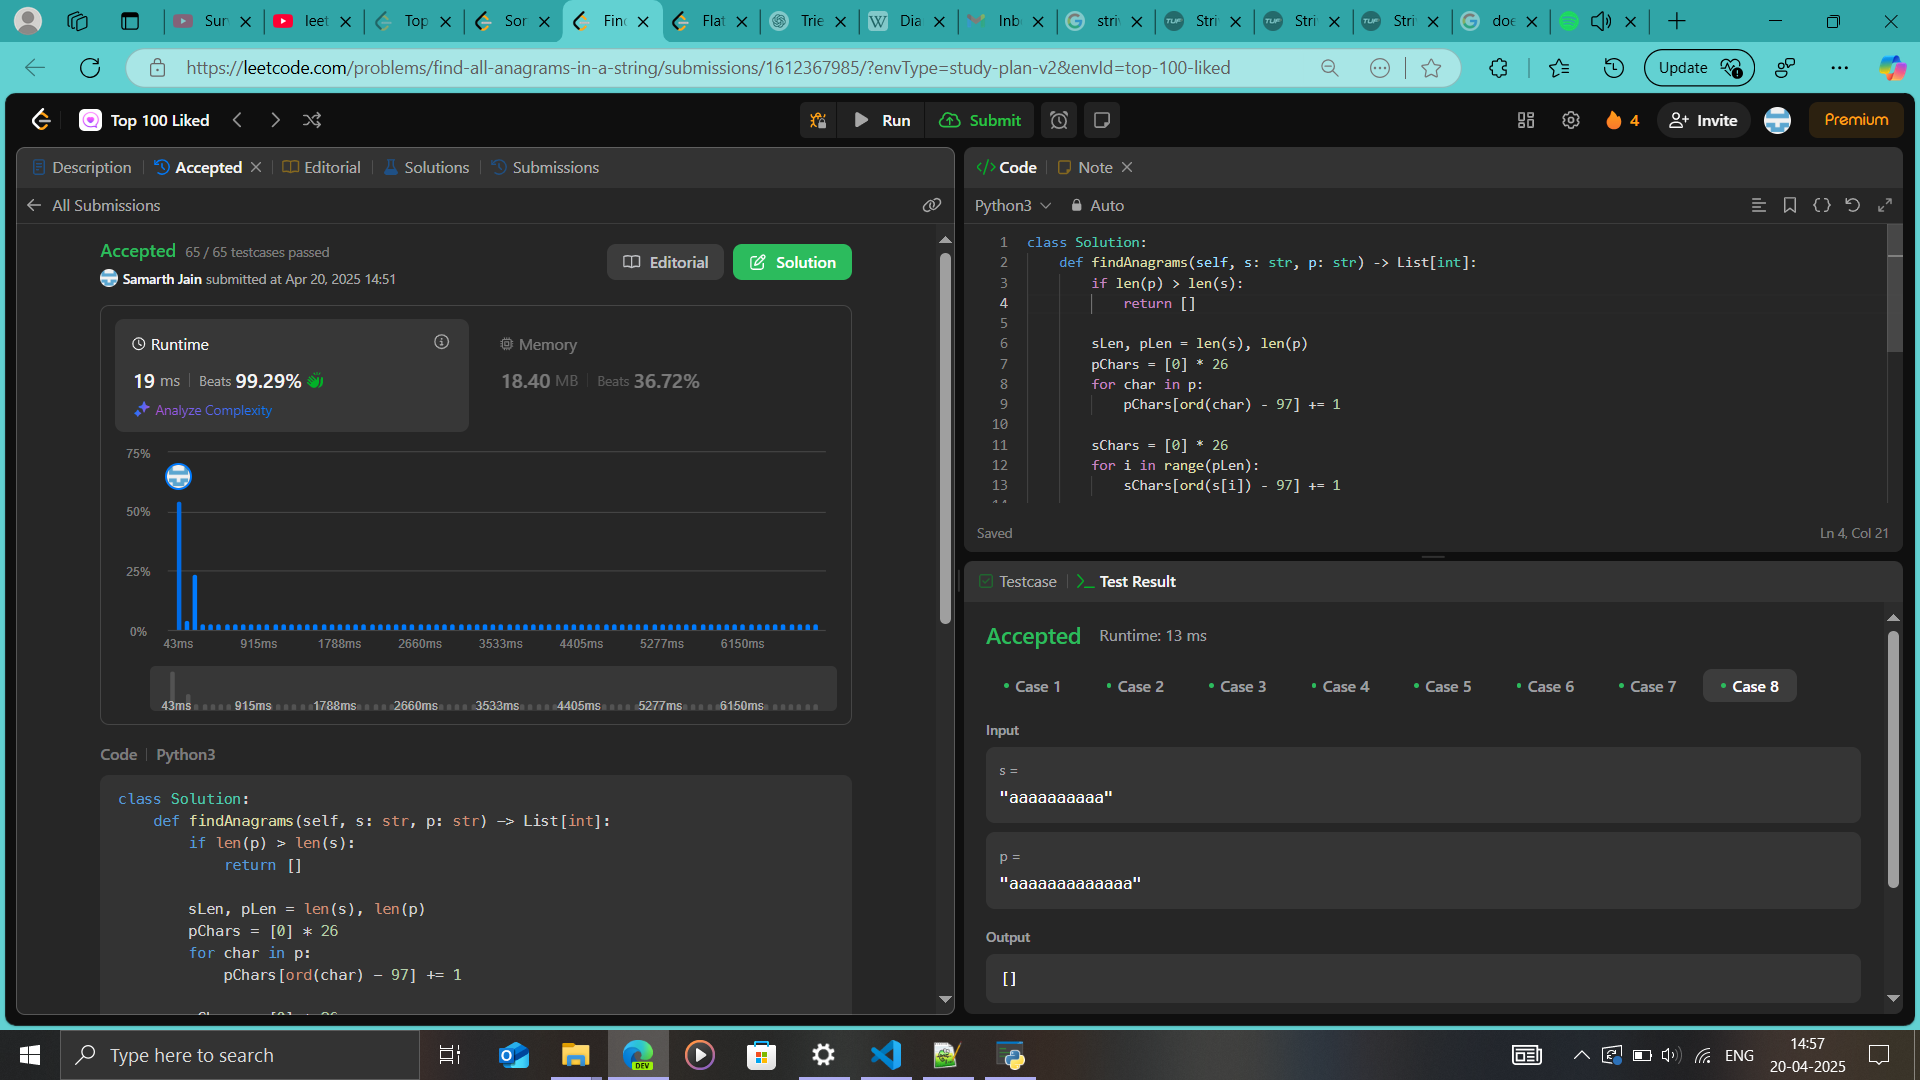 Sur
leet
Top
Sor
Find
Flat
Trie
Dia
Inb
striv
Stri
Stri
Stri
doe
https://leetcode.com/problems/find-all-anagrams-in-a-string/submissions/1612367985/?envType=study-plan-v2&envId=top-100-liked
Update
Top 100 Liked
Run
Submit
4
Invite
Premium
Description
Accepted
Editorial
Solutions
Submissions
All Submissions
Accepted 65 / 65 testcases passed
Samarth Jain submitted at Apr 20, 2025 14:51
Editorial
Solution
Runtime
19 ms Beats 99.29%
Analyze Complexity
Memory
18.40 MB Beats 36.72%
75%
50%
25%
0%
43ms 915ms 1788ms 2660ms 3533ms 4405ms 5277ms 6150ms
43ms 915ms 1788ms 2660ms 3533ms 4405ms 5277ms 6150ms
Code Python3
class Solution:
def findAnagrams(self, s: str, p: str) -> List[int]:
if len(p) > len(s):
return []
sLen, pLen = len(s), len(p)
pChars = [0] * 26
for char in p:
pChars[ord(char) - 97] += 1
Code
Note
Python3
Auto
1 class Solution:
2 def findAnagrams(self, s: str, p: str) -> List[int]:
3 if len(p) > len(s):
4 return []
5
6 sLen, pLen = len(s), len(p)
7 pChars = [0] * 26
8 for char in p:
9 pChars[ord(char) - 97] += 1
10
11 sChars = [0] * 26
12 for i in range(pLen):
13 sChars[ord(s[i]) - 97] += 1
Saved
Ln 4, Col 21
Testcase
Test Result
Accepted Runtime: 13 ms
Case 1 Case 2 Case 3 Case 4 Case 5 Case 6 Case 7 Case 8
Input
s =
"aaaaaaaaaa"
p =
"aaaaaaaaaaaaa"
Output
[]
Type here to search
DEV
ENG
14:57
20-04-2025